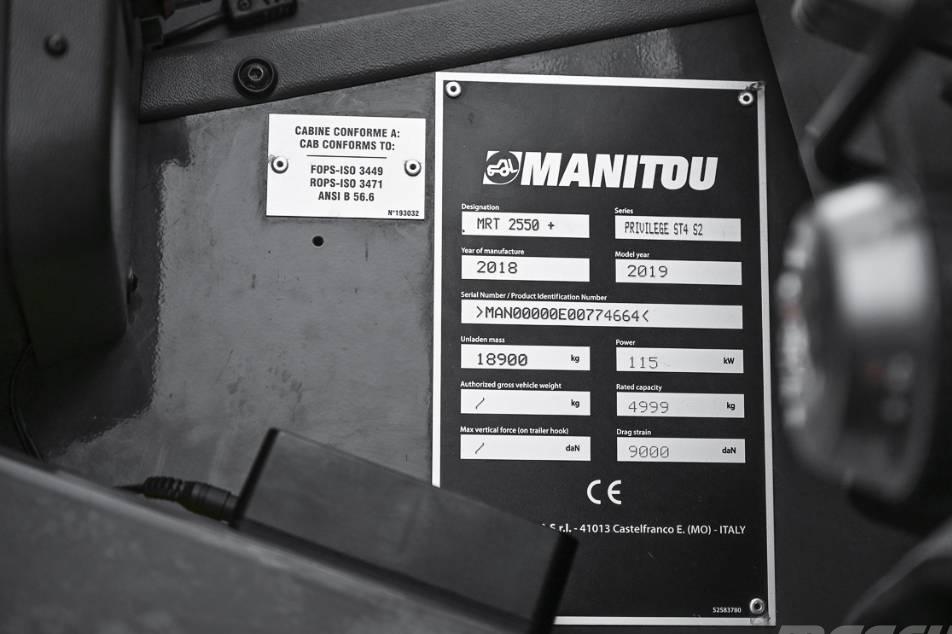 CABINE CONFORME A:
CAB CONFORMS TO:
FOPS-ISO 3449
ROPS-ISO 3471
ANSI B 56.6
N°193032
MANITOU
Designation Series
MRT 2550 + PRIVILEGE ST4 S2
Year of manufacture Model year
2018 2019
Serial Number / Product Identification Number
>MAN00000E00774664<
Unladen mass Power
18900 kg 115 kW
Authorized gross vehicle weight Rated capacity
/ kg 4999 kg
Max vertical force (on trailer hook) Drag strain
/ daN 9000 daN
CE
S.r.l. - 41013 Castelfranco E. (MO) - ITALY
52583780